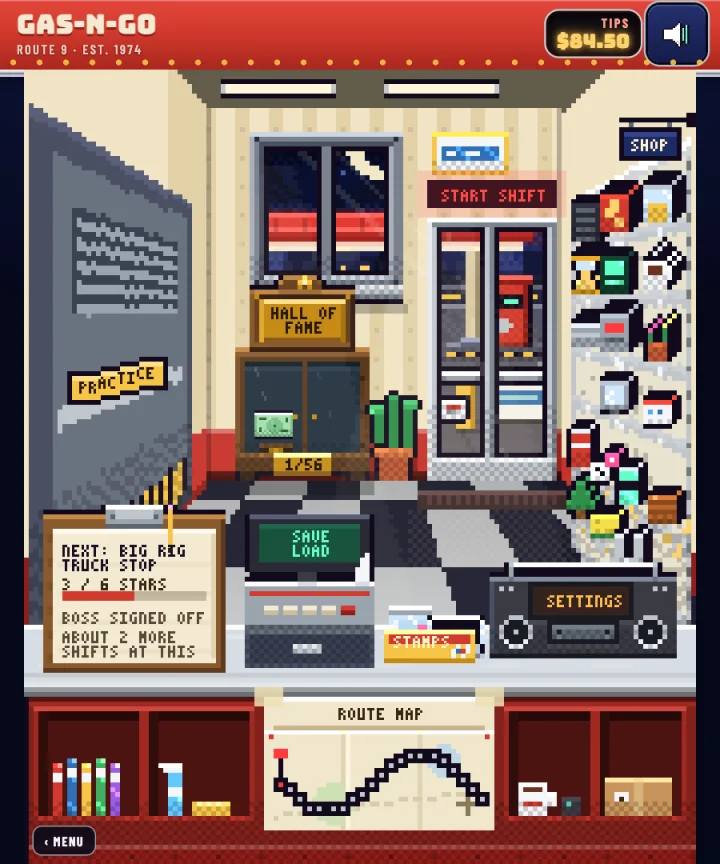 GAS-N-GO
ROUTE 9 · EST. 1974
TIPS
$84.50
SHOP
START SHIFT
HALL OF
FAME
PRACTICE
1/56
NEXT: BIG RIG
TRUCK STOP
3 / 6 STARS
BOSS SIGNED OFF
ABOUT 2 MORE
SHIFTS AT THIS
SAVE
LOAD
STAMPS
SETTINGS
ROUTE MAP
‹ MENU